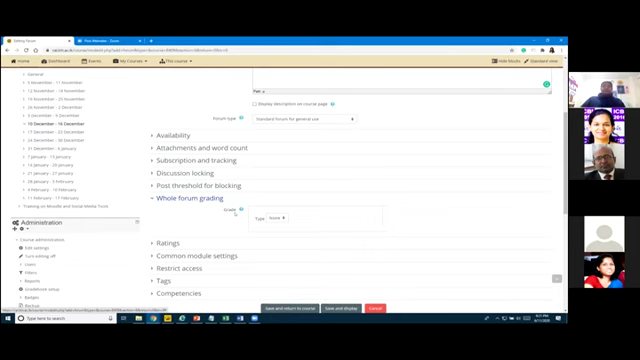 Editing Forum
Post Attendee - Zoom
Home
Dashboard
Events
My Courses
This course
Hide blocks
Standard view
General
5 November - 11 November
12 November - 18 November
19 November - 25 November
26 November - 2 December
3 December - 9 December
10 December - 16 December
17 December - 23 December
24 December - 30 December
31 December - 6 January
7 January - 13 January
14 January - 20 January
21 January - 27 January
28 January - 3 February
4 February - 10 February
11 February - 17 February
Training on Moodle and Social Media Tools
Administration
Course administration
Edit settings
Turn editing off
Users
Filters
Reports
Gradebook setup
Badges
Backup
Path: p
Display description on course page
Forum type
Standard forum for general use
Availability
Attachments and word count
Subscription and tracking
Discussion locking
Post threshold for blocking
Whole forum grading
Grade
Type
None
Ratings
Common module settings
Restrict access
Tags
Competencies
Save and return to course
Save and display
Cancel
Type here to search